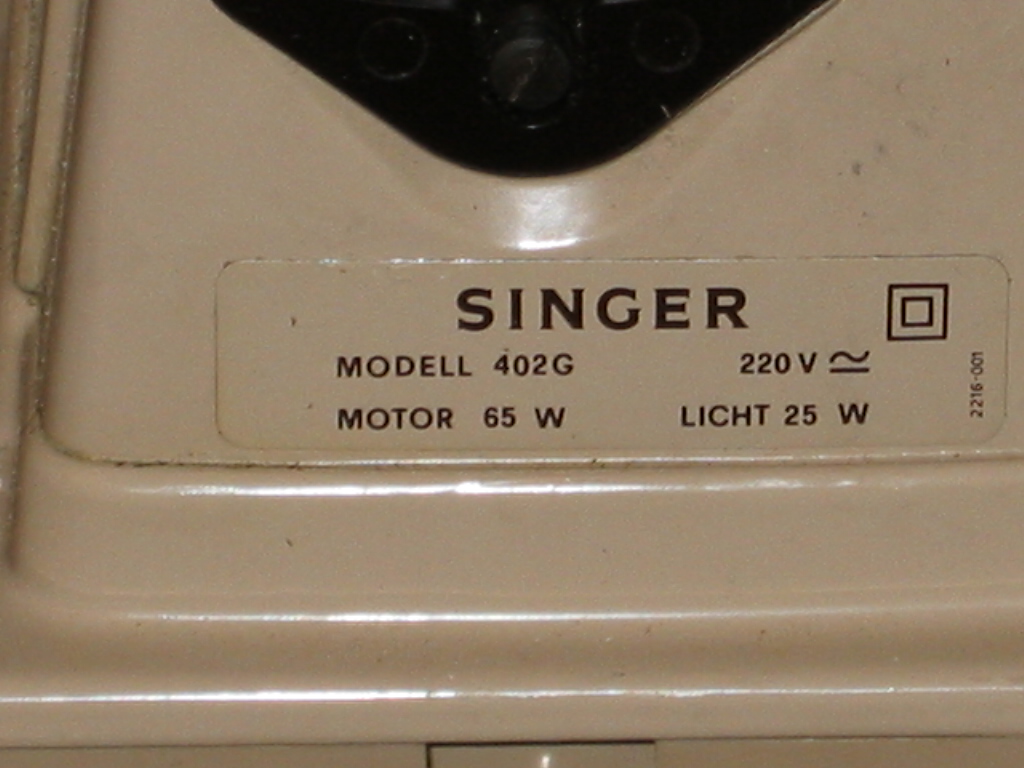 SINGER
MODELL 402G 220 V ⎓
MOTOR 65 W LICHT 25 W
2216-001